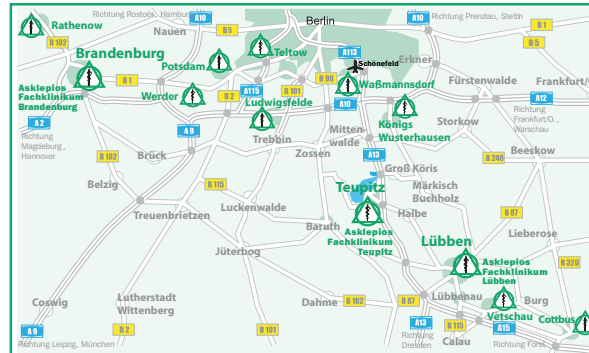 Richtung Rostock, Hamburg
A10
Berlin
A10
Richtung Prenzlau, Stettin
Rathenow
Nauen
B 5
B 1
B 102
Teltow
A113
Schönefeld
Erkner
B 5
Brandenburg
Potsdam
B 96
Waßmannsdorf
Fürstenwalde
Frankfurt/
B 1
A115
B 101
Asklepios
Fachklinikum
Brandenburg
Werder
B 2
Ludwigsfelde
A10
Königs
Wusterhausen
A12
Richtung
Frankfurt/O.,
Warschau
A 2
Richtung
Magdeburg,
Hannover
A 9
Trebbin
Mitten
walde
Storkow
Brück
Zossen
A13
B 246
Beeskow
B 102
Groß Köris
Belzig
B 115
Teupitz
Märkisch
Buchholz
Treuenbrietzen
Luckenwalde
Halbe
B 87
Baruth
Asklepios
Fachklinikum
Teupitz
Lieberose
Jüterbog
Lübben
Asklepios
Fachklinikum
Lübben
B 320
Coswig
Lutherstadt
Wittenberg
Dahme
B 102
B 87
Lübbenau
Burg
Vetschau
Cottbus
A 9
B 2
B 101
A13
B 115
A15
Richtung Leipzig, München
Richtung
Dresden
Calau
Richtung Forst